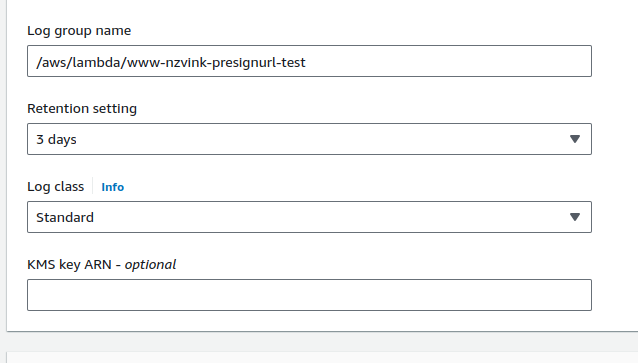 Log group name
/aws/lambda/www-nzvink-presignurl-test
Retention setting
3 days
Log class Info
Standard
KMS key ARN - optional